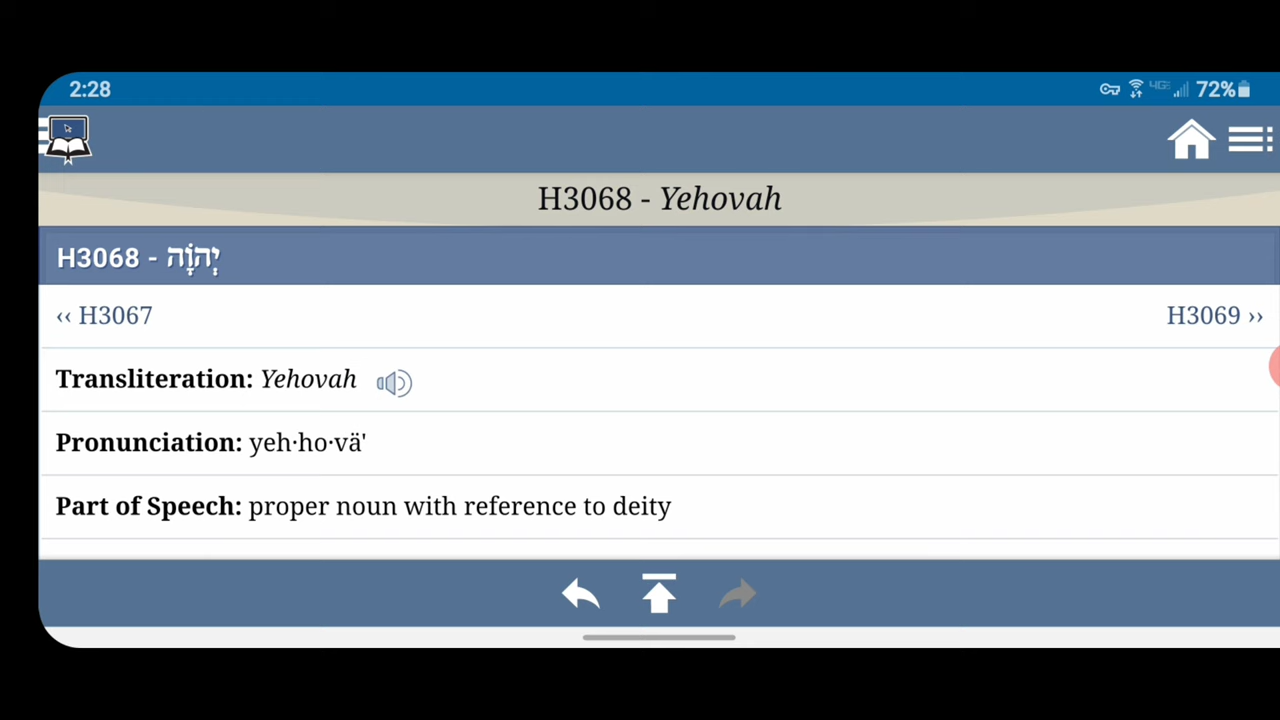 2:28 4GE 72%
H3068 - Yehovah
H3068 - יְהֹוָה
‹‹ H3067 H3069 ››
Transliteration: Yehovah
Pronunciation: yeh·ho·vä'
Part of Speech: proper noun with reference to deity